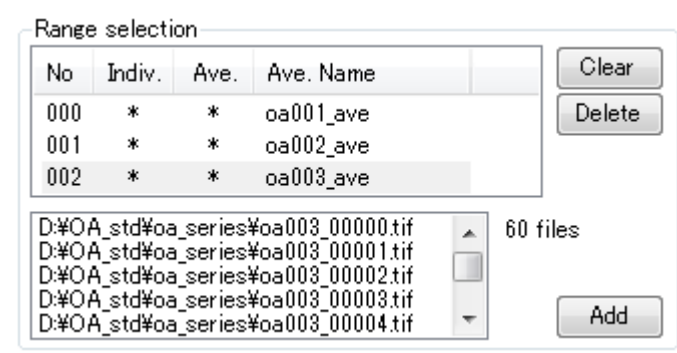 Range selection
No Indiv. Ave. Ave. Name
Clear
000 * * oa001_ave
Delete
001 * * oa002_ave
002 * * oa003_ave
D:¥OA_std¥oa_series¥oa003_00000.tif
60 files
D:¥OA_std¥oa_series¥oa003_00001.tif
D:¥OA_std¥oa_series¥oa003_00002.tif
D:¥OA_std¥oa_series¥oa003_00003.tif
D:¥OA_std¥oa_series¥oa003_00004.tif
Add